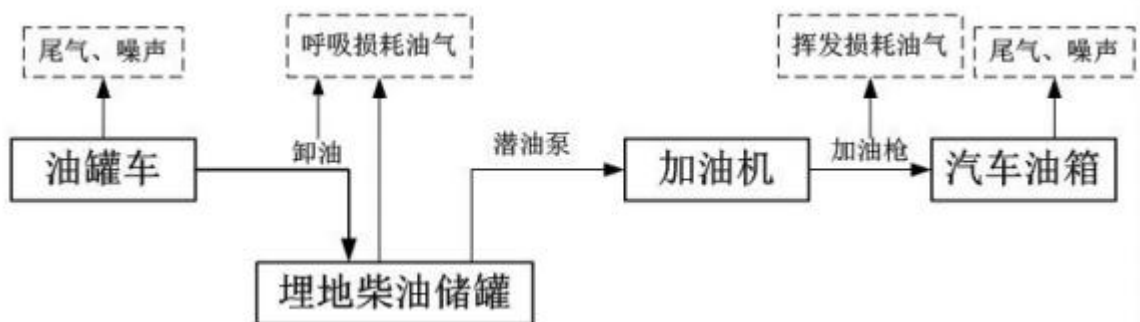 尾气、噪声
呼吸损耗油气
挥发损耗油气
尾气、噪声
油罐车
卸油
潜油泵
加油机
加油枪
汽车油箱
埋地柴油储罐